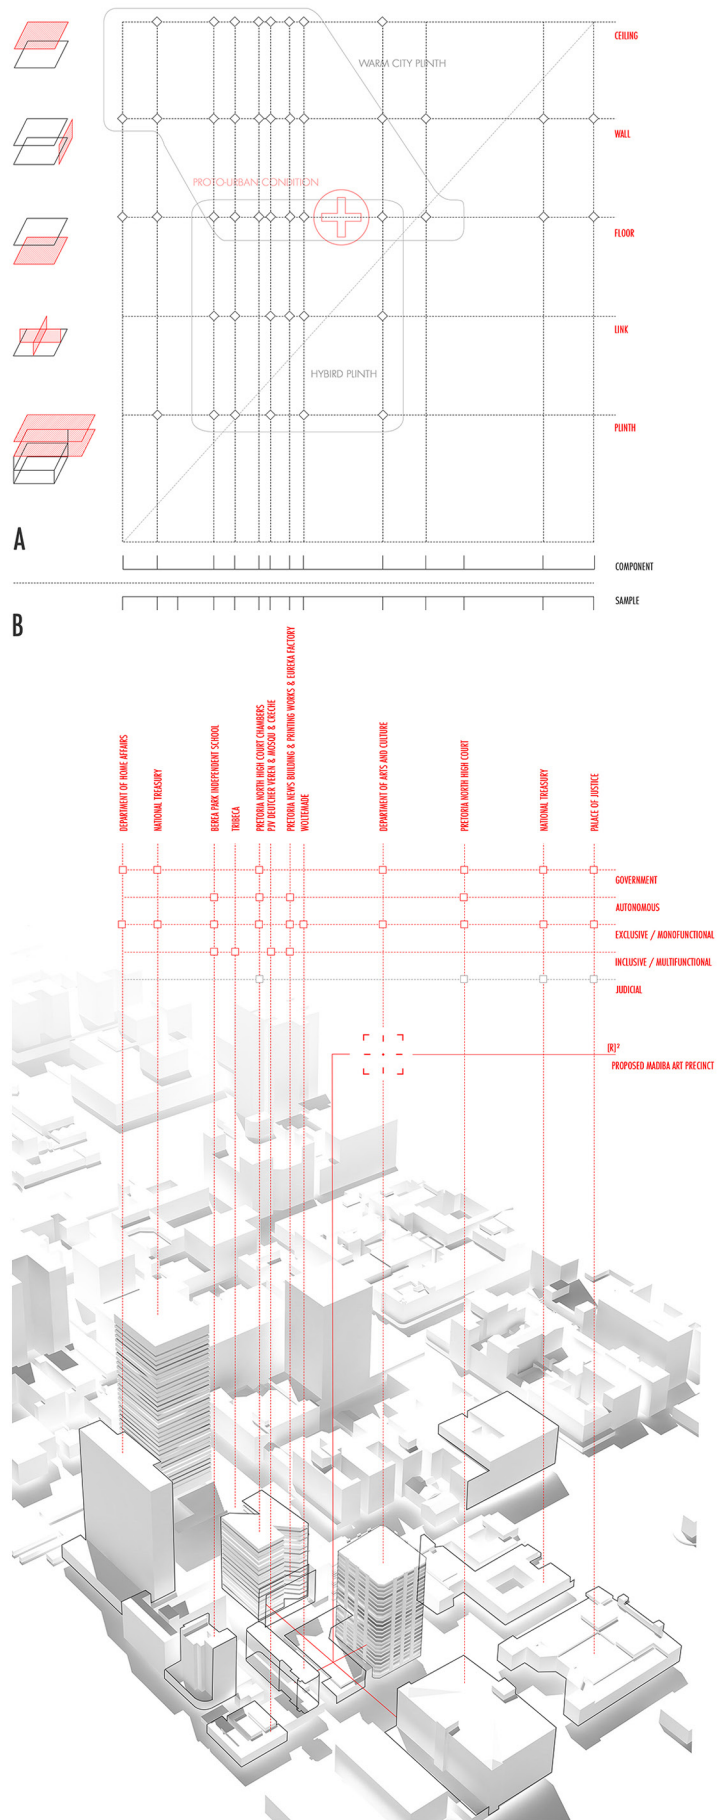 CEILING
WARM CITY PLINTH
WALL
PROTO-URBAN CONDITION
FLOOR
LINK
HYBIRD PLINTH
PLINTH
A
COMPONENT
SAMPLE
B
DEPARTMENT OF HOME AFFAIRS
NATIONAL TREASURY
BEREA PARK INDEPENDENT SCHOOL
TRIBECA
PRETORIA NORTH HIGH COURT CHAMBERS
PJV DEUTCHER VEREN & MOSQU & CRECHE
PRETORIA NEWS BUILDING & PRINTING WORKS & EUREKA FACTORY
WOLTEMADE
DEPARTMENT OF ARTS AND CULTURE
PRETORIA NORTH HIGH COURT
NATIONAL TREASURY
PALACE OF JUSTICE
GOVERNMENT
AUTONOMOUS
EXCLUSIVE / MONOFUNCTIONAL
INCLUSIVE / MULTIFUNCTIONAL
JUDICIAL
[R]²
PROPOSED MADIBA ART PRECINCT